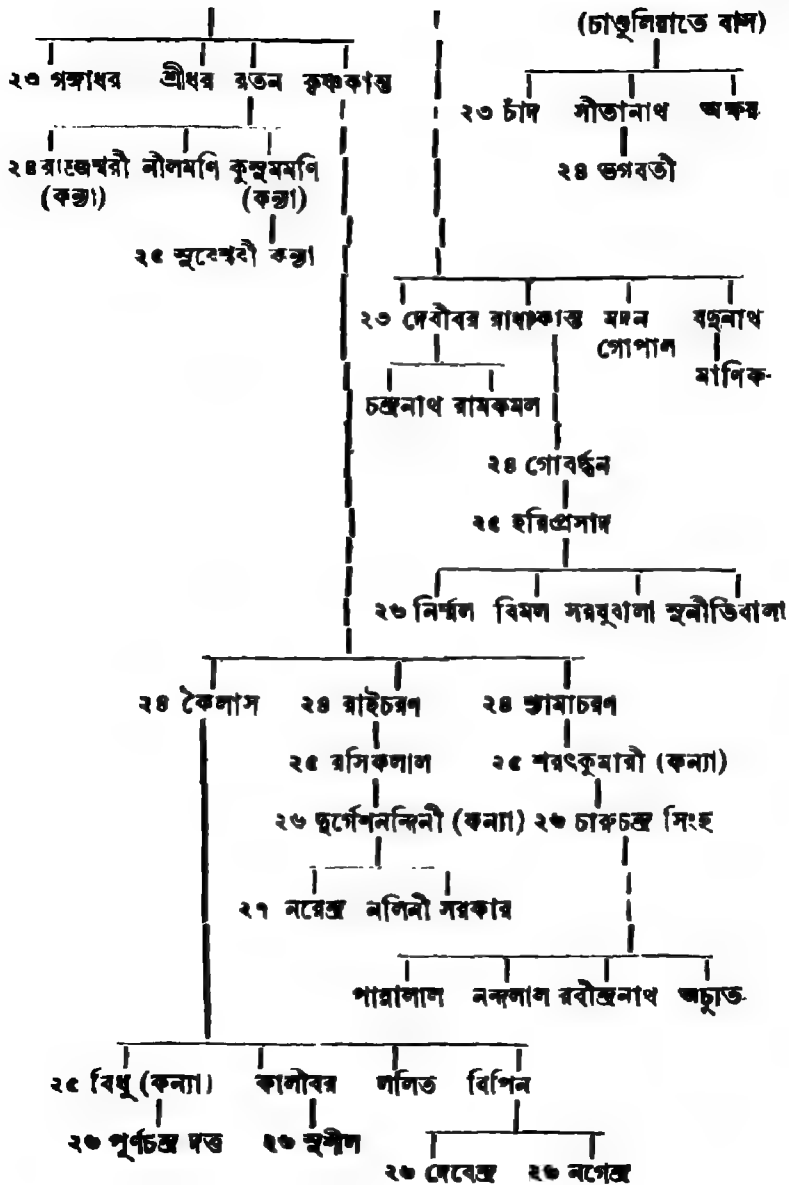 (চাণ্ডুলিয়াতে বাস)
২৩ গঙ্গাধর শ্রীধর রতন কৃষ্ণকান্ত
২৩ চাঁদ সীতানাথ অক্ষয়
২৪ রাজেশ্বরী নীলমণি কুসুমমণি
(কন্যা) (কন্যা)
২৪ ভগবতী
২৫ সুরেশ্বরী কন্যা
২৩ দেবীবর রাধাকান্ত মদন যদুনাথ
গোপাল
মাণিক
চন্দ্রনাথ রামকমল
২৪ গোবর্দ্ধন
২৫ হরিপ্রসাদ
২৬ নির্ম্মল বিমল সরযুবালা সুনীতিবালা
২৪ কৈলাস ২৪ রাইচরণ ২৪ শ্যামাচরণ
২৫ রসিকলাল ২৫ শরৎকুমারী (কন্যা)
২৬ দুর্গেশনন্দিনী (কন্যা) ২৬ চারুচন্দ্র সিংহ
২৭ নরেন্দ্র নলিনী সরকার
পান্নালাল নন্দলাল রবীন্দ্রনাথ অচ্যুত
২৫ বিধু (কন্যা) কালীবর ললিত বিপিন
২৬ পূর্ণচন্দ্র দত্ত ২৬ সুশীল
২৬ দেবেন্দ্র ২৬ নগেন্দ্র